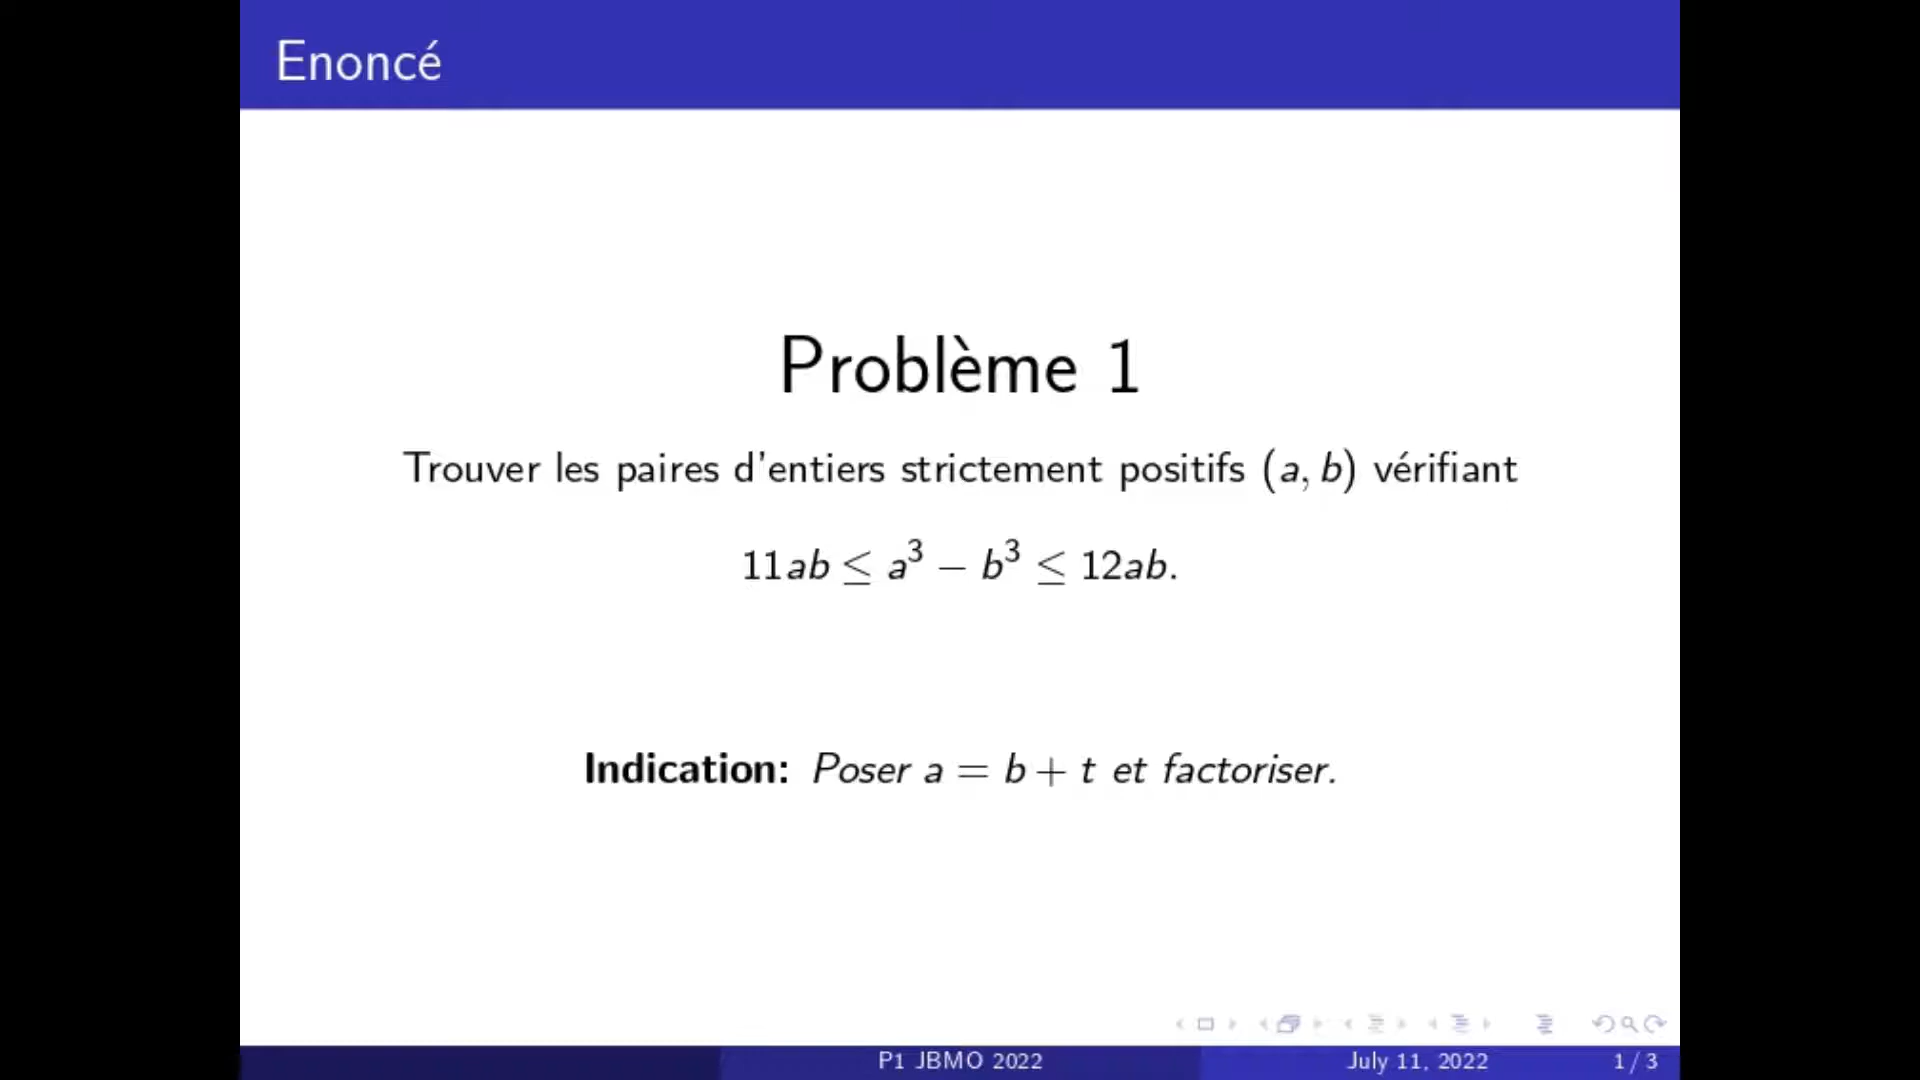 Enoncé
Problème 1
Trouver les paires d'entiers strictement positifs (a, b) vérifiant
11ab ≤ a³ − b³ ≤ 12ab.
Indication: Poser a = b + t et factoriser.
P1 JBMO 2022 July 11, 2022 1 / 3